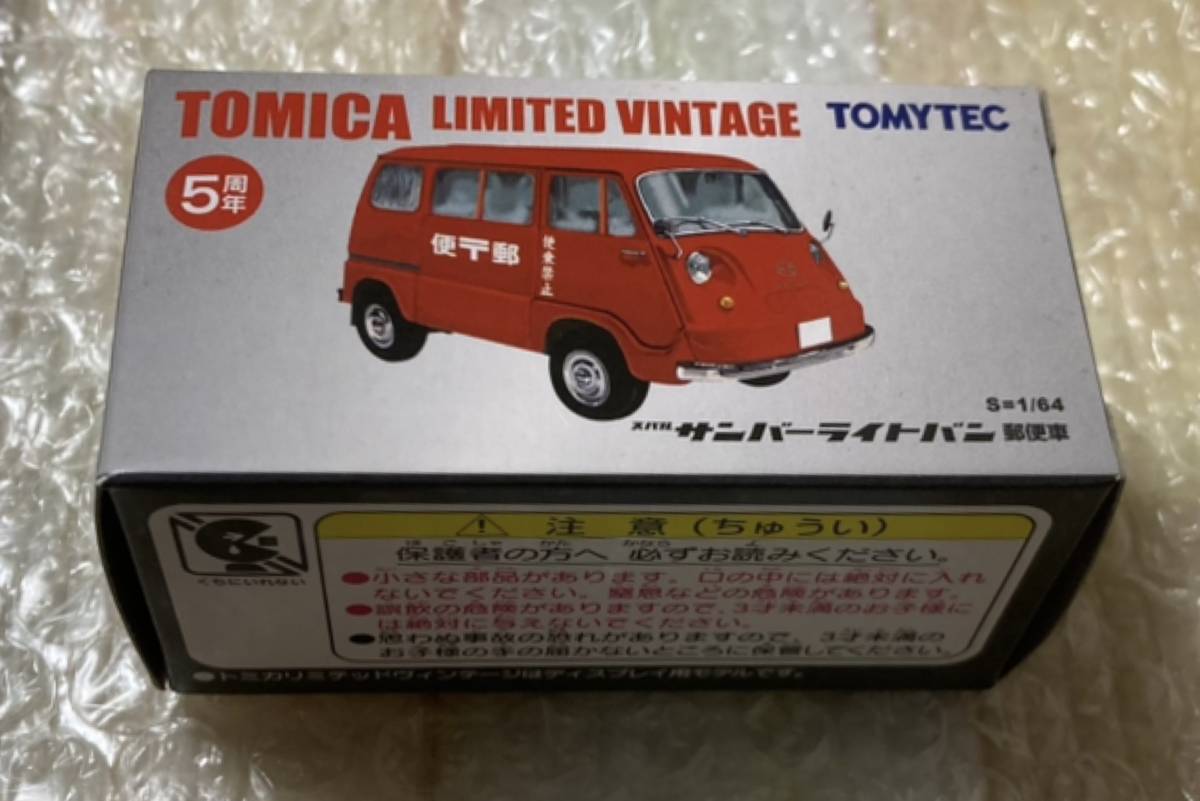 TOMICA LIMITED VINTAGE TOMYTEC
5周年
便〒郵
便乗禁止
S=1/64
スバル サンバーライトバン 郵便車
⚠ 注意(ちゅうい)
保護者の方へ 必ずお読みください。
くちにいれない
●小さな部品があります。口の中には絶対に入れ
ないでください。窒息などの危険があります。
●誤飲の危険がありますので、3才未満のお子様に
は絶対に与えないでください。
●思わぬ事故の恐れがありますので、3才未満の
お子様の手の届かないところに保管してください。
●トミカリミテッドヴィンテージはディスプレイ用モデルです。